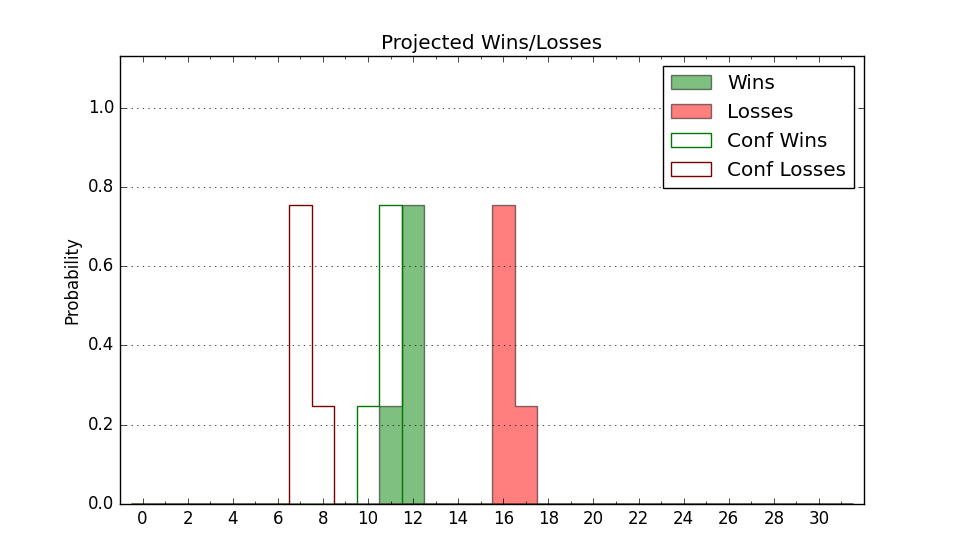 Projected Wins/Losses
Wins
Losses
Conf Wins
Conf Losses
Probability
1.0
0.8
0.6
0.4
0.2
0.0
0 2 4 6 8 10 12 14 16 18 20 22 24 26 28 30